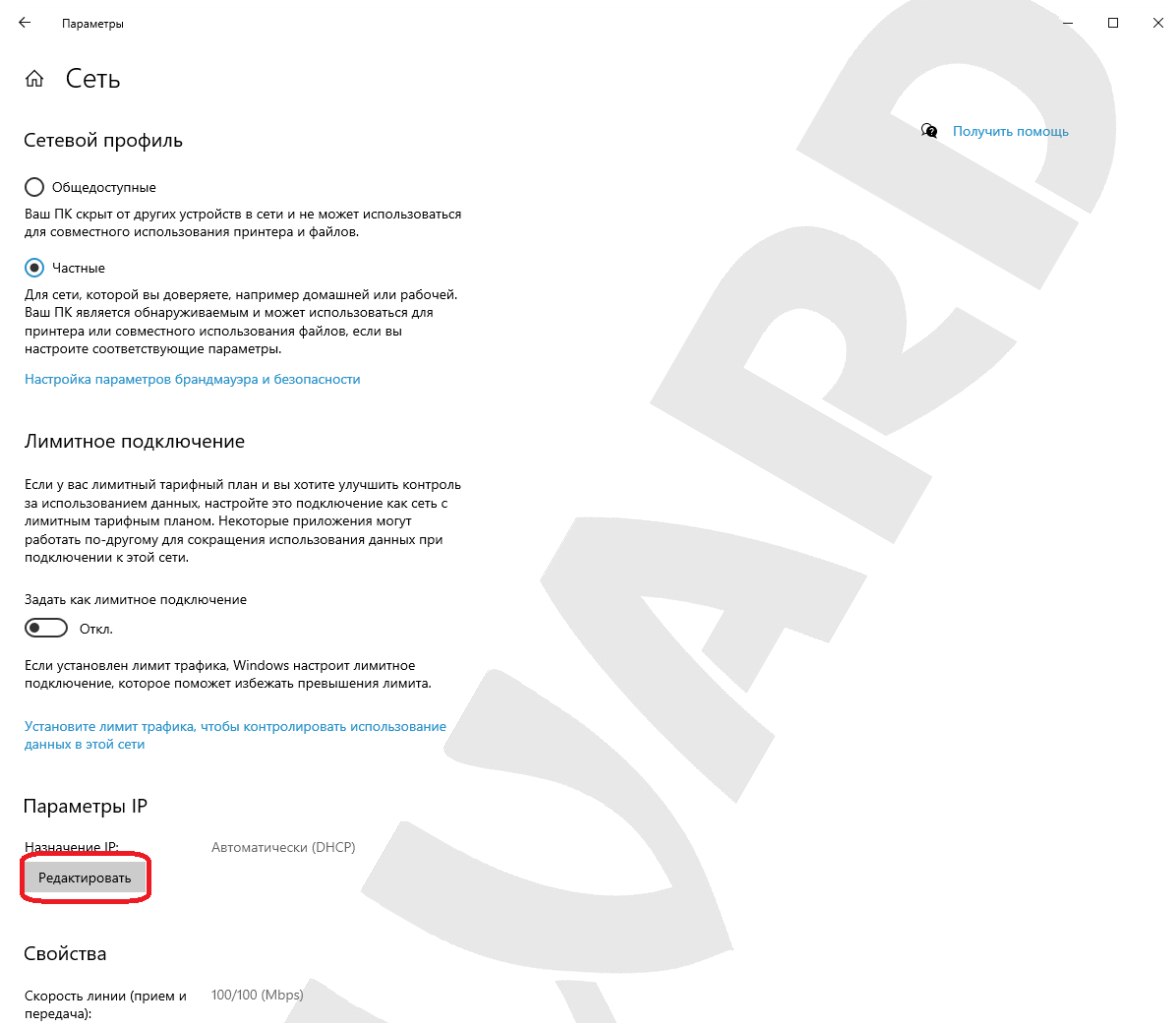 Параметры
Сеть
Сетевой профиль
Получить помощь
Общедоступные
Ваш ПК скрыт от других устройств в сети и не может использоваться
для совместного использования принтера и файлов.
Частные
Для сети, которой вы доверяете, например домашней или рабочей.
Ваш ПК является обнаруживаемым и может использоваться для
принтера или совместного использования файлов, если вы
настроите соответствующие параметры.
Настройка параметров брандмауэра и безопасности
Лимитное подключение
Если у вас лимитный тарифный план и вы хотите улучшить контроль
за использованием данных, настройте это подключение как сеть с
лимитным тарифным планом. Некоторые приложения могут
работать по-другому для сокращения использования данных при
подключении к этой сети.
Задать как лимитное подключение
Откл.
Если установлен лимит трафика, Windows настроит лимитное
подключение, которое поможет избежать превышения лимита.
Установите лимит трафика, чтобы контролировать использование
данных в этой сети
Параметры IP
Назначение IP: Автоматически (DHCP)
Редактировать
Свойства
Скорость линии (прием и 100/100 (Mbps)
передача):